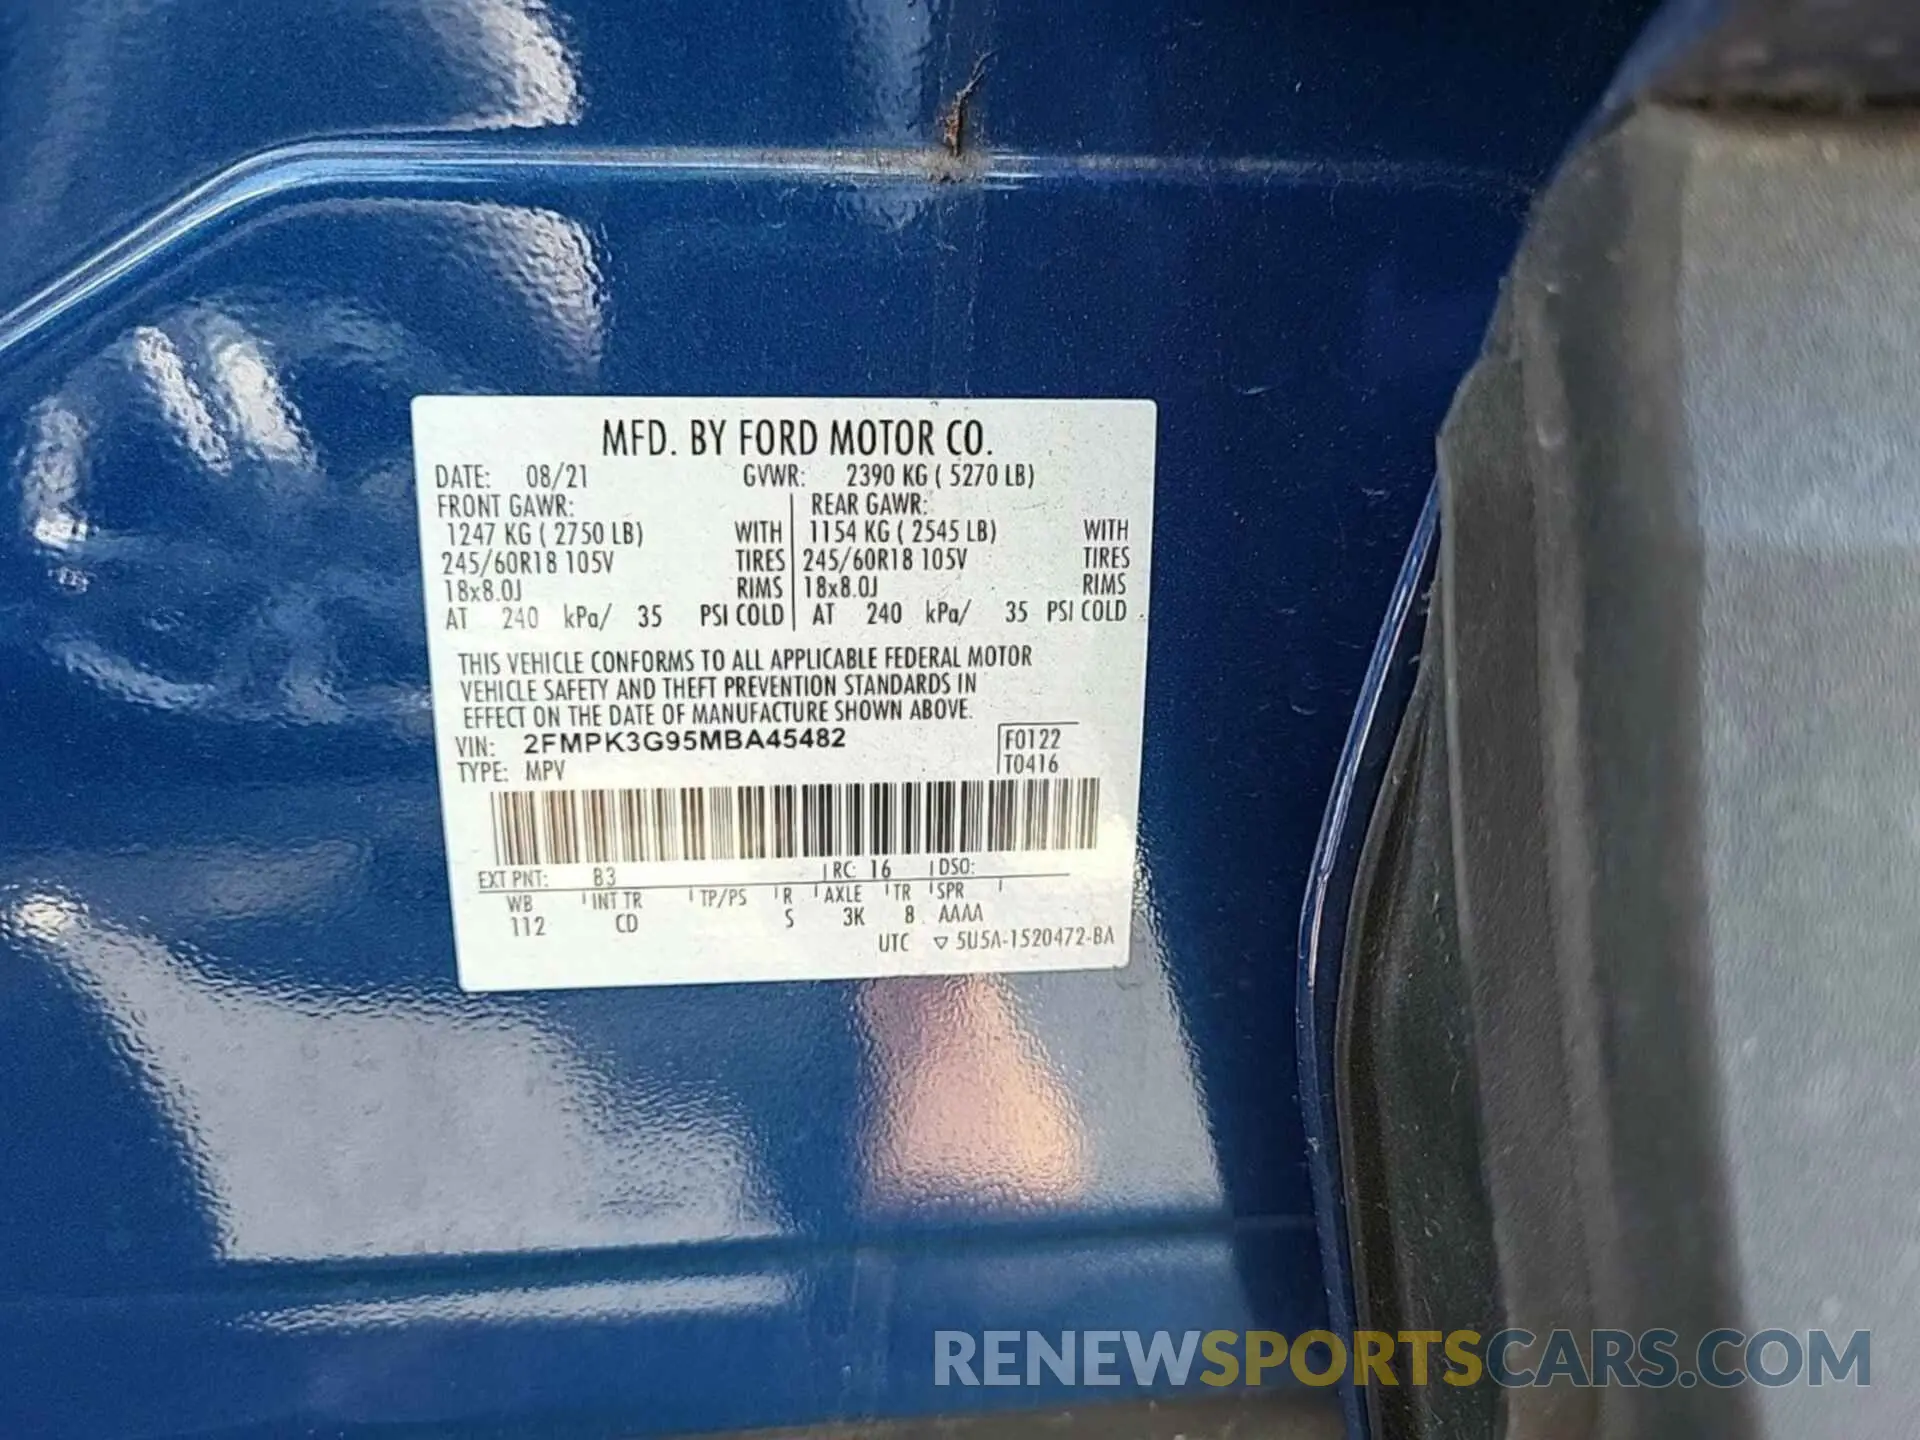 MFD. BY FORD MOTOR CO.
DATE: 08/21 GVWR: 2390 KG ( 5270 LB)
FRONT GAWR: REAR GAWR:
1247 KG ( 2750 LB) WITH 1154 KG ( 2545 LB) WITH
245/60R18 105V TIRES 245/60R18 105V TIRES
18x8.0J RIMS 18x8.0J RIMS
AT 240 kPa/ 35 PSI COLD AT 240 kPa/ 35 PSI COLD
THIS VEHICLE CONFORMS TO ALL APPLICABLE FEDERAL MOTOR
VEHICLE SAFETY AND THEFT PREVENTION STANDARDS IN
EFFECT ON THE DATE OF MANUFACTURE SHOWN ABOVE.
VIN: 2FMPK3G95MBA45482 F0122
TYPE: MPV T0416
EXT PNT: B3 RC: 16 DSO:
WB INT TR TP/PS R AXLE TR SPR
112 CD S 3K 8 AAAA
UTC ▽ 5U5A-1520472-BA
RENEWSPORTSCARS.COM